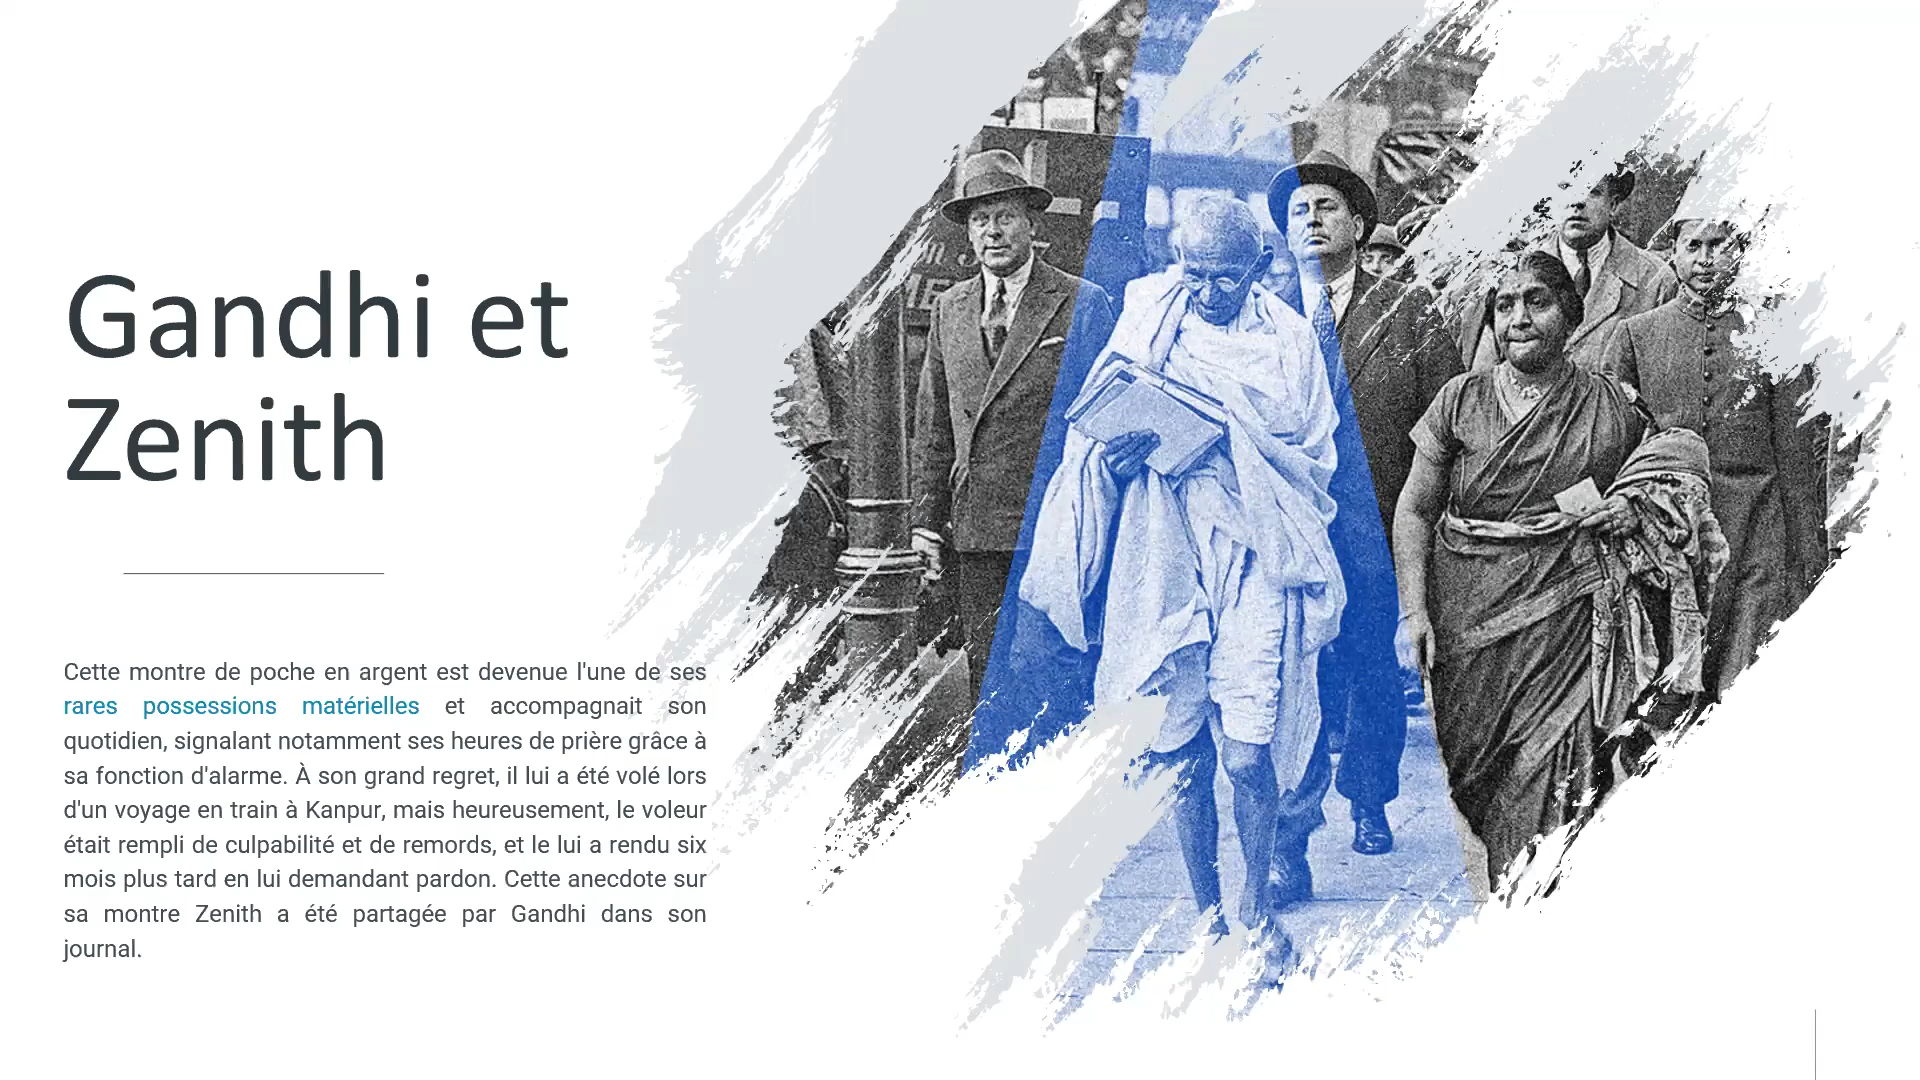 Gandhi et
Zenith
Cette montre de poche en argent est devenue l'une de ses
rares possessions matérielles et accompagnait son
quotidien, signalant notamment ses heures de prière grâce à
sa fonction d'alarme. À son grand regret, il lui a été volé lors
d'un voyage en train à Kanpur, mais heureusement, le voleur
était rempli de culpabilité et de remords, et le lui a rendu six
mois plus tard en lui demandant pardon. Cette anecdote sur
sa montre Zenith a été partagée par Gandhi dans son
journal.